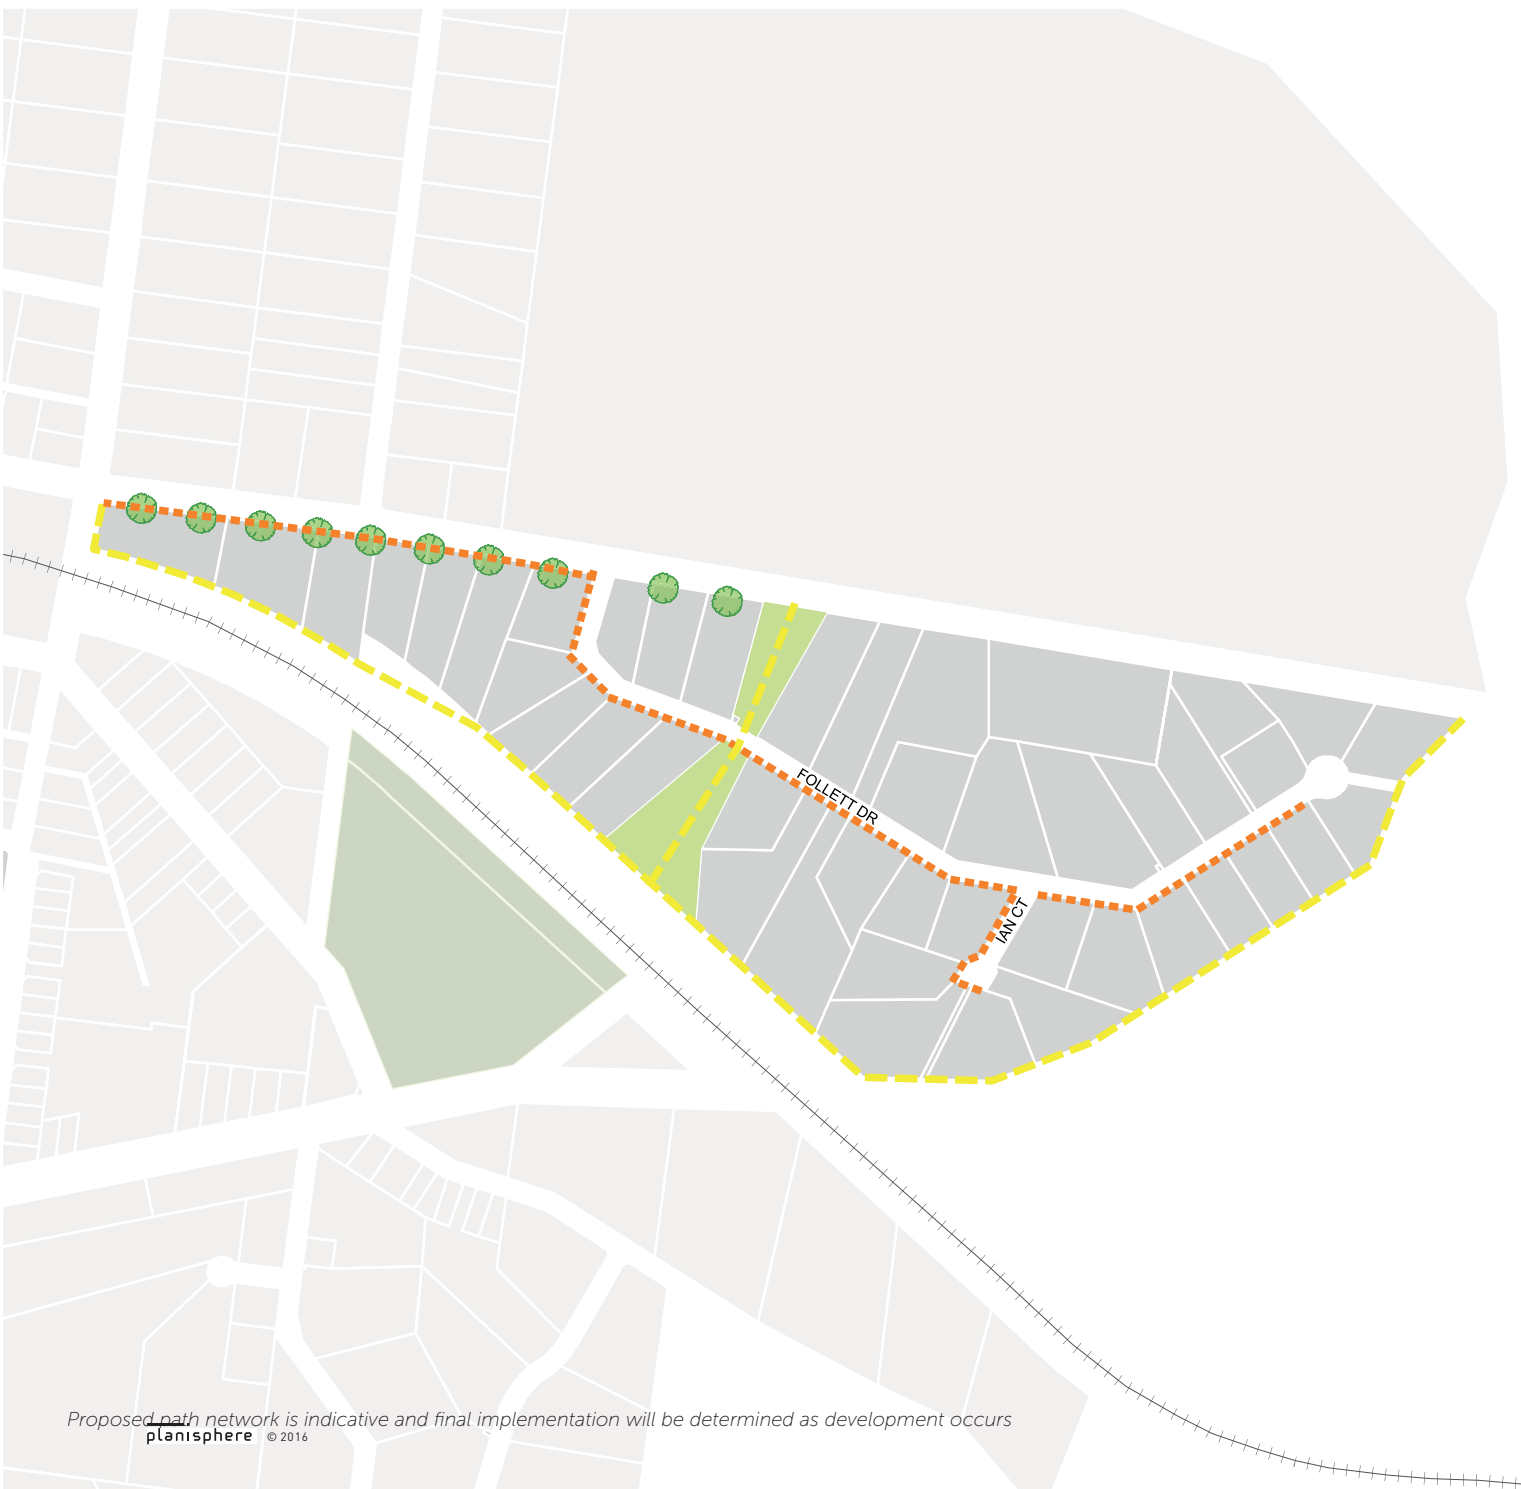 FOLLETT DR
IAN CT
Proposed path network is indicative and final implementation will be determined as development occurs
planisphere © 2016